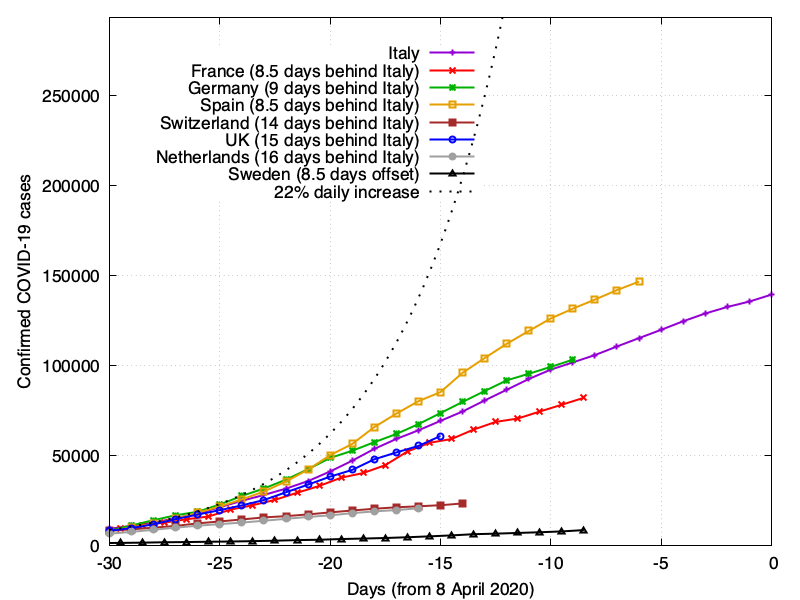 Italy
France (8.5 days behind Italy)
Germany (9 days behind Italy)
Spain (8.5 days behind Italy)
Switzerland (14 days behind Italy)
UK (15 days behind Italy)
Netherlands (16 days behind Italy)
Sweden (8.5 days offset)
22% daily increase
Confirmed COVID-19 cases
250000
200000
150000
100000
50000
0
-30 -25 -20 -15 -10 -5 0
Days (from 8 April 2020)